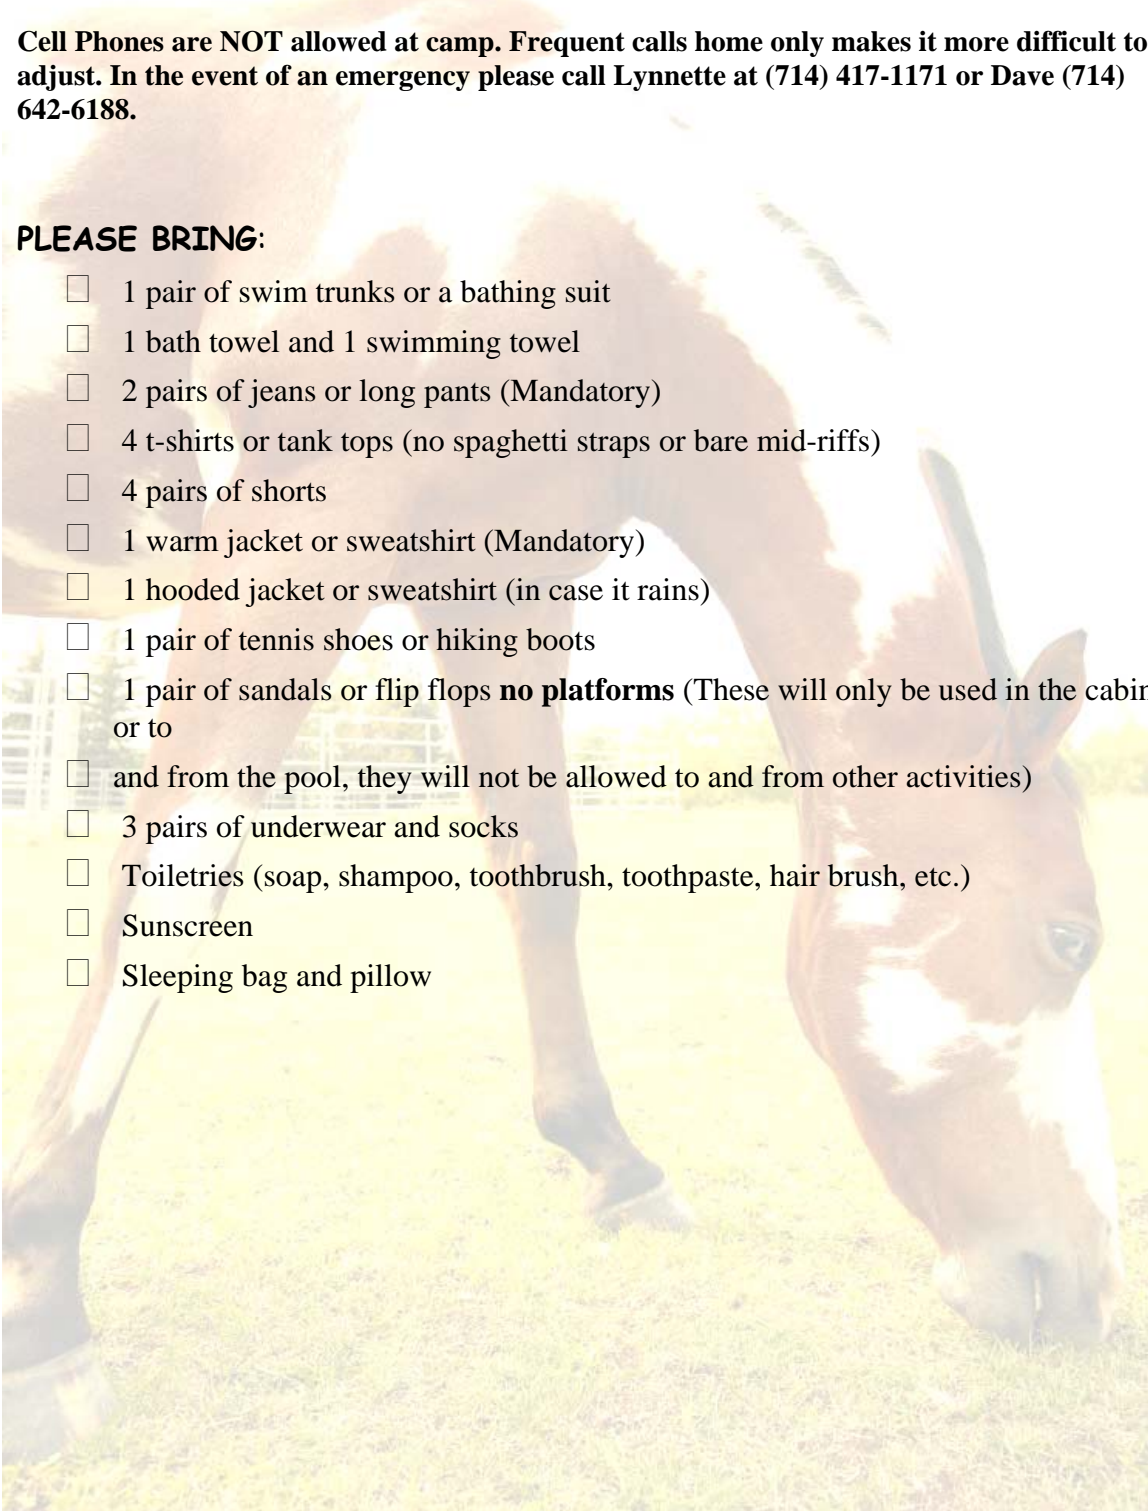 Cell Phones are NOT allowed at camp. Frequent calls home only makes it more difficult to
adjust. In the event of an emergency please call Lynnette at (714) 417-1171 or Dave (714)
642-6188.
PLEASE BRING:
☐ 1 pair of swim trunks or a bathing suit
☐ 1 bath towel and 1 swimming towel
☐ 2 pairs of jeans or long pants (Mandatory)
☐ 4 t-shirts or tank tops (no spaghetti straps or bare mid-riffs)
☐ 4 pairs of shorts
☐ 1 warm jacket or sweatshirt (Mandatory)
☐ 1 hooded jacket or sweatshirt (in case it rains)
☐ 1 pair of tennis shoes or hiking boots
☐ 1 pair of sandals or flip flops no platforms (These will only be used in the cabin
or to
☐ and from the pool, they will not be allowed to and from other activities)
☐ 3 pairs of underwear and socks
☐ Toiletries (soap, shampoo, toothbrush, toothpaste, hair brush, etc.)
☐ Sunscreen
☐ Sleeping bag and pillow